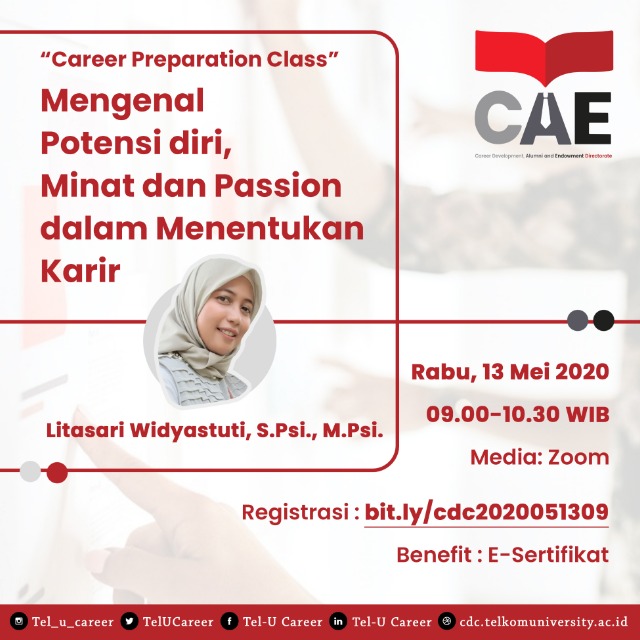 “Career Preparation Class”
Mengenal
Potensi diri,
Minat dan Passion
dalam Menentukan
Karir
CAE
Career Development, Alumni and Endowment Directorate
Litasari Widyastuti, S.Psi., M.Psi.
Rabu, 13 Mei 2020
09.00-10.30 WIB
Media: Zoom
Registrasi : bit.ly/cdc2020051309
Benefit : E-Sertifikat
Tel_u_career TelUCareer Tel-U Career Tel-U Career cdc.telkomuniversity.ac.id